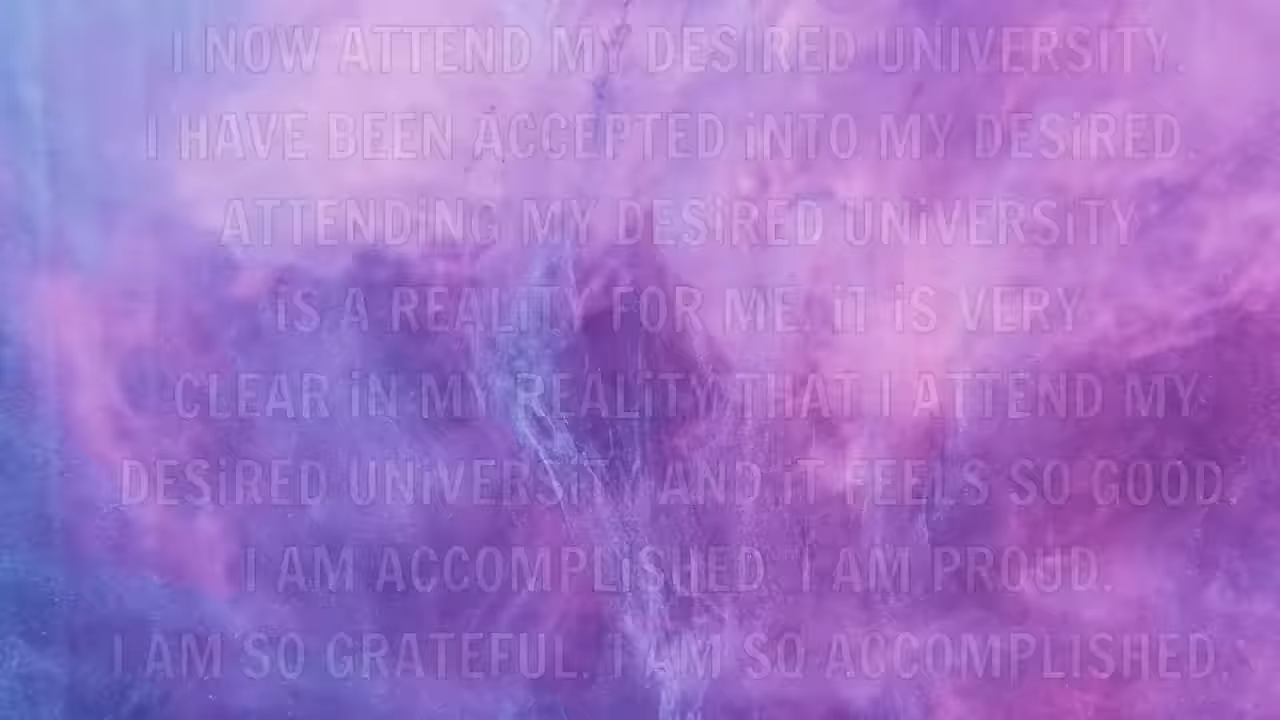 I NOW ATTEND MY DESIRED UNIVERSITY.
I HAVE BEEN ACCEPTED iNTO MY DESiRED.
ATTENDiNG MY DESiRED UNiVERSiTY
iS A REALiTY FOR ME. iT iS VERY
CLEAR iN MY REALiTY THAT I ATTEND MY
DESiRED UNiVERSiTY AND iT FEELS SO GOOD.
I AM ACCOMPLiSHED. I AM PROUD.
I AM SO GRATEFUL. I AM SO ACCOMPLISHED.